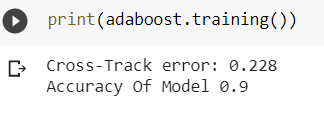 print(adaboost.training())
Cross-Track error: 0.228
Accuracy Of Model 0.9